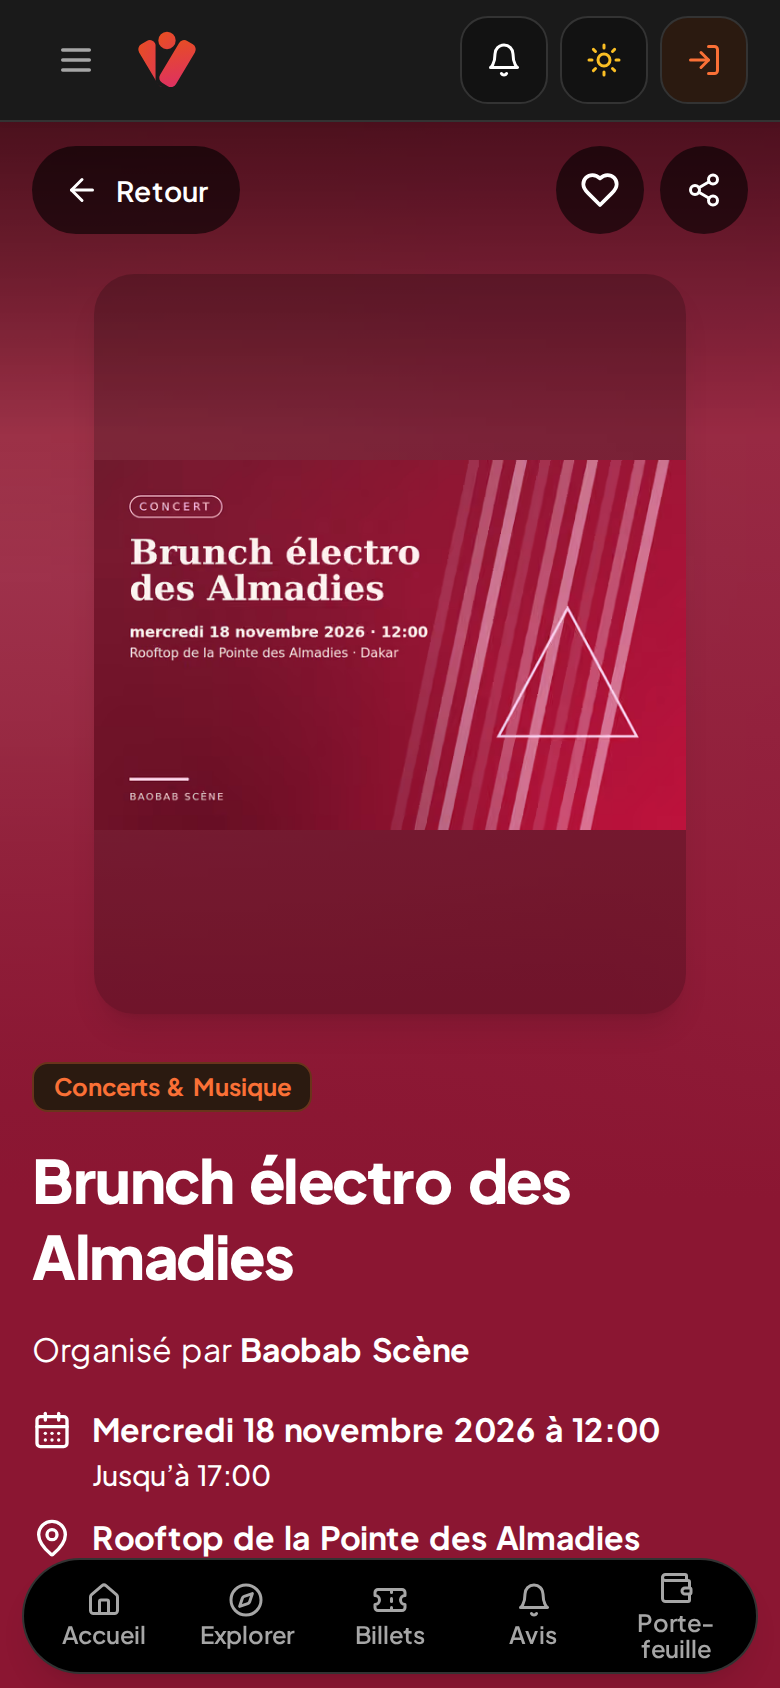 Retour
CONCERT
Brunch électro
des Almadies
mercredi 18 novembre 2026 · 12:00
Rooftop de la Pointe des Almadies · Dakar
BAOBAB SCÈNE
Concerts & Musique
Brunch électro des
Almadies
Organisé par Baobab Scène
Mercredi 18 novembre 2026 à 12:00
Jusqu’à 17:00
Rooftop de la Pointe des Almadies
Accueil
Explorer
Billets
Avis
Porte-
feuille